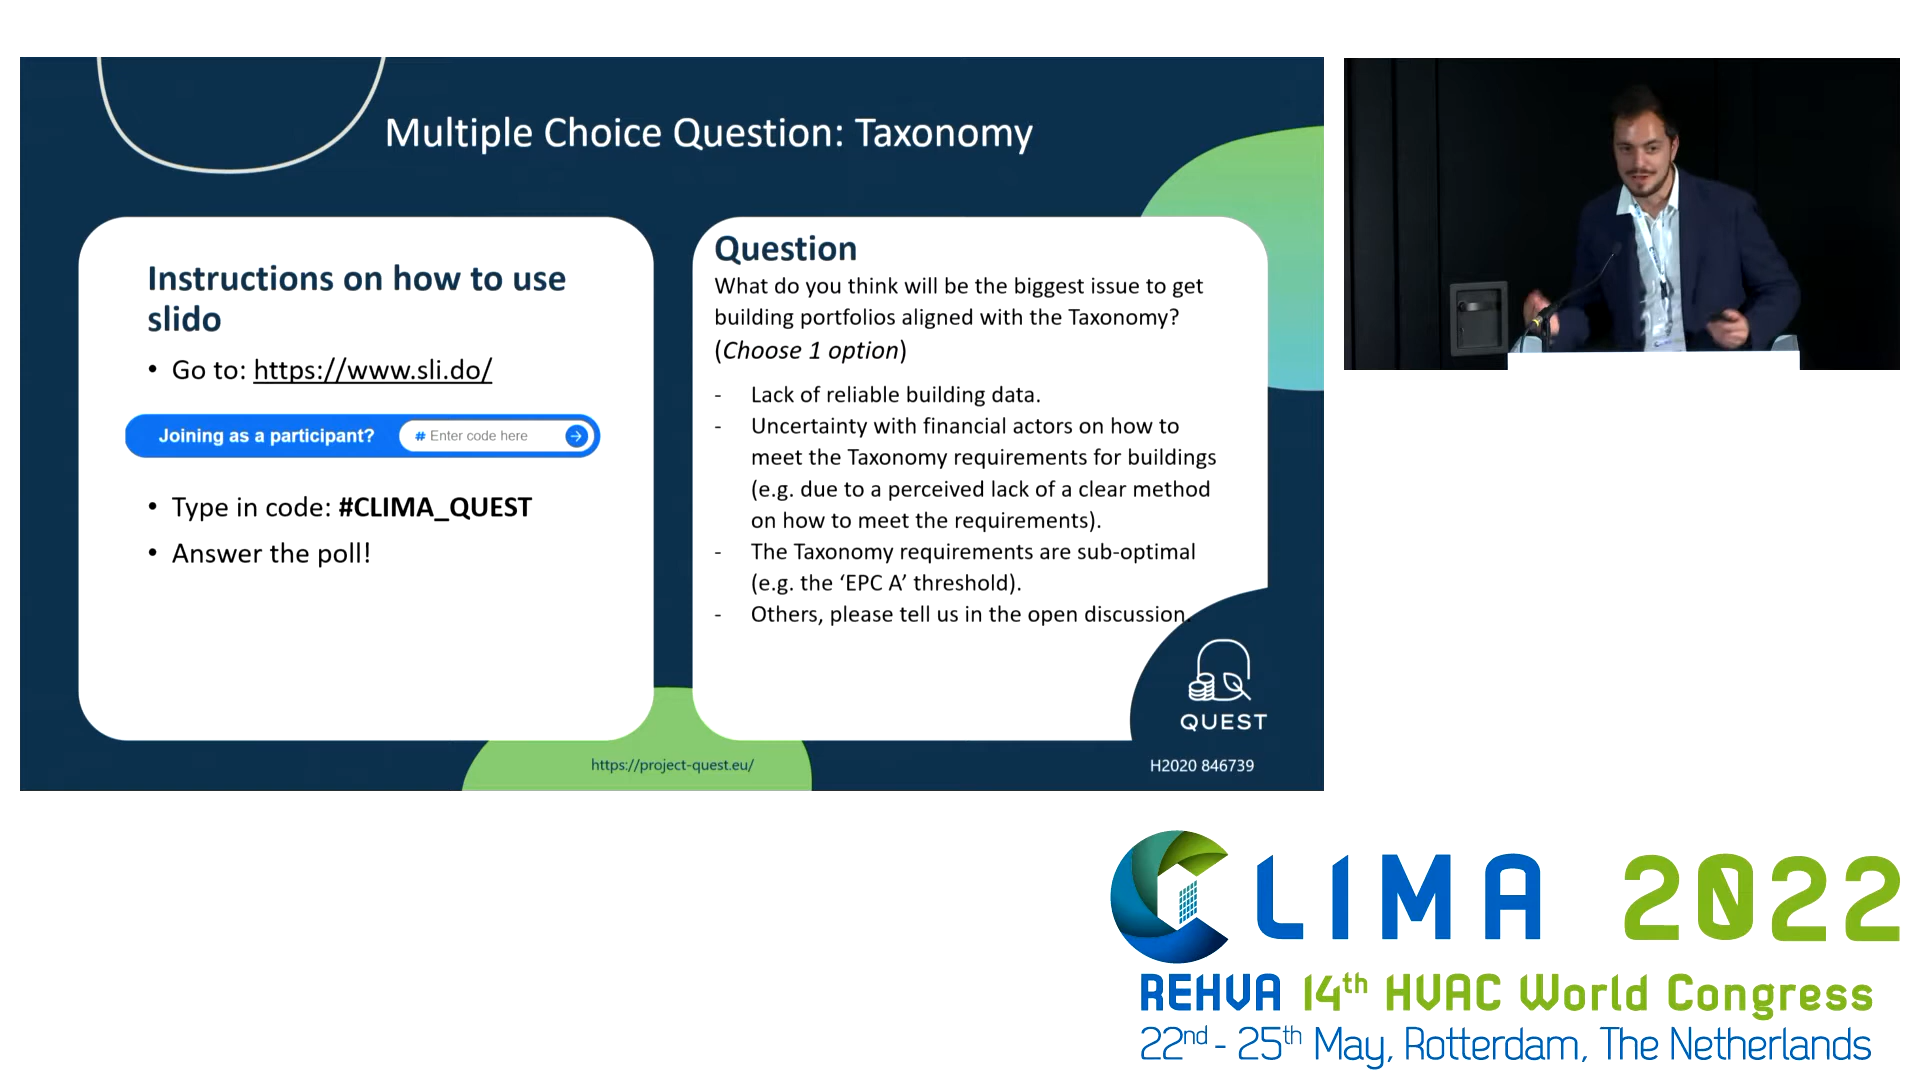 Multiple Choice Question: Taxonomy
Instructions on how to use
slido
• Go to: https://www.sli.do/
Joining as a participant? # Enter code here
• Type in code: #CLIMA_QUEST
• Answer the poll!
Question
What do you think will be the biggest issue to get
building portfolios aligned with the Taxonomy?
(Choose 1 option)
- Lack of reliable building data.
- Uncertainty with financial actors on how to
meet the Taxonomy requirements for buildings
(e.g. due to a perceived lack of a clear method
on how to meet the requirements).
- The Taxonomy requirements are sub-optimal
(e.g. the ‘EPC A’ threshold).
- Others, please tell us in the open discussion.
QUEST
https://project-quest.eu/
H2020 846739
CLIMA 2022
REHVA 14th HVAC World Congress
22nd - 25th May, Rotterdam, The Netherlands